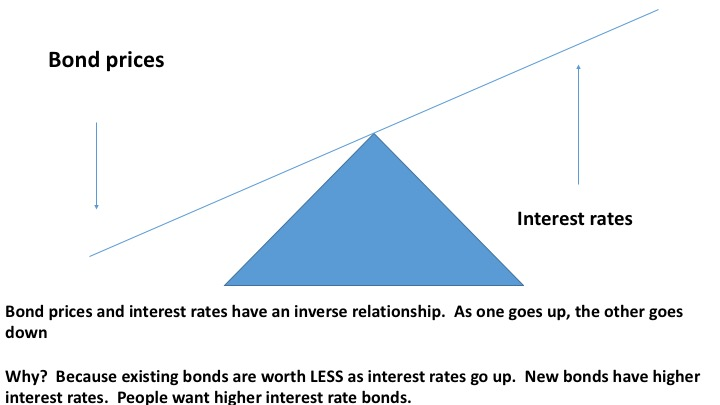 Bond prices
Interest rates
Bond prices and interest rates have an inverse relationship.  As one goes up, the other goes
down
Why?  Because existing bonds are worth LESS as interest rates go up.  New bonds have higher
interest rates.  People want higher interest rate bonds.